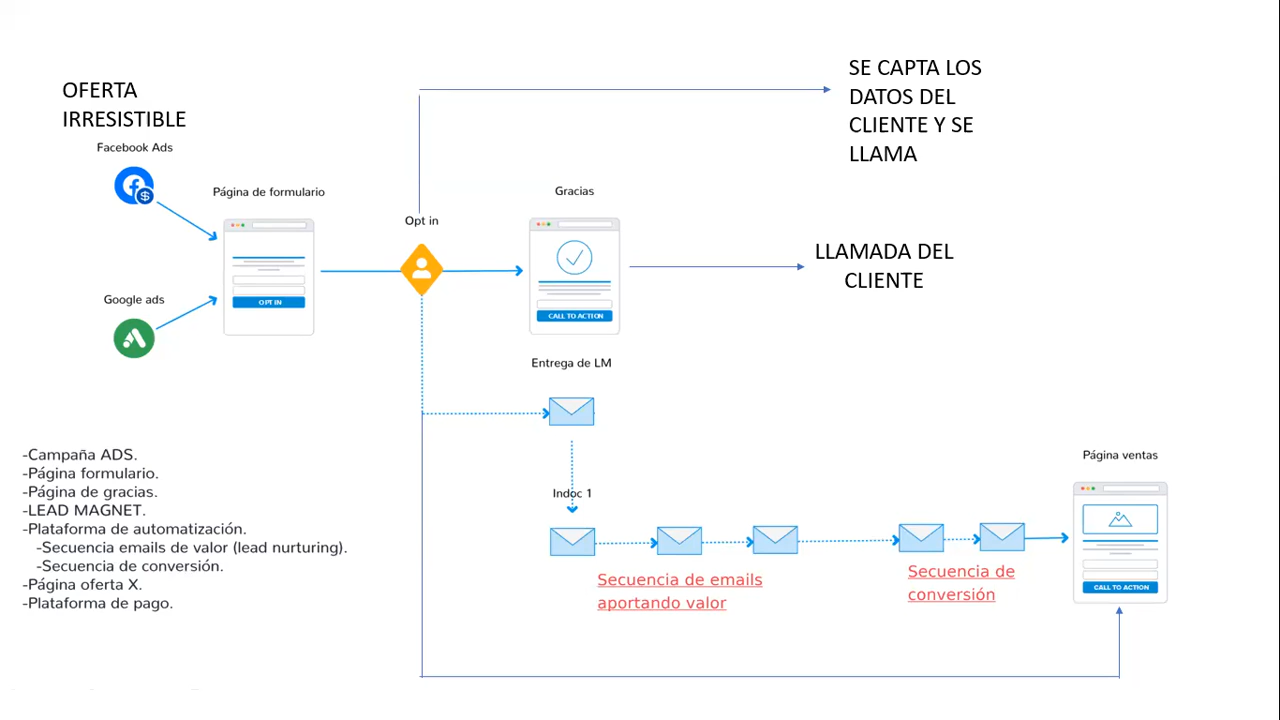 OFERTA
IRRESISTIBLE
Facebook Ads
Página de formulario
OPT IN
Google ads
Opt in
Gracias
CALL TO ACTION
SE CAPTA LOS
DATOS DEL
CLIENTE Y SE
LLAMA
LLAMADA DEL
CLIENTE
Entrega de LM
Indoc 1
Secuencia de emails
aportando valor
Secuencia de
conversión
Página ventas
CALL TO ACTION
-Campaña ADS.
-Página formulario.
-Página de gracias.
-LEAD MAGNET.
-Plataforma de automatización.
-Secuencia emails de valor (lead nurturing).
-Secuencia de conversión.
-Página oferta X.
-Plataforma de pago.